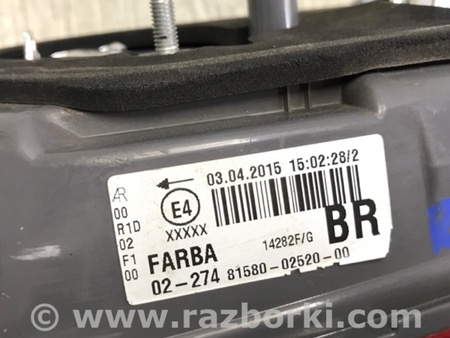 03.04.2015 15:02:28/2
AR
00
R1D
02
F1
00
E4
XXXXX
FARBA
14282F/G
BR
02-274 81580-02520-00
© www.razborki.com